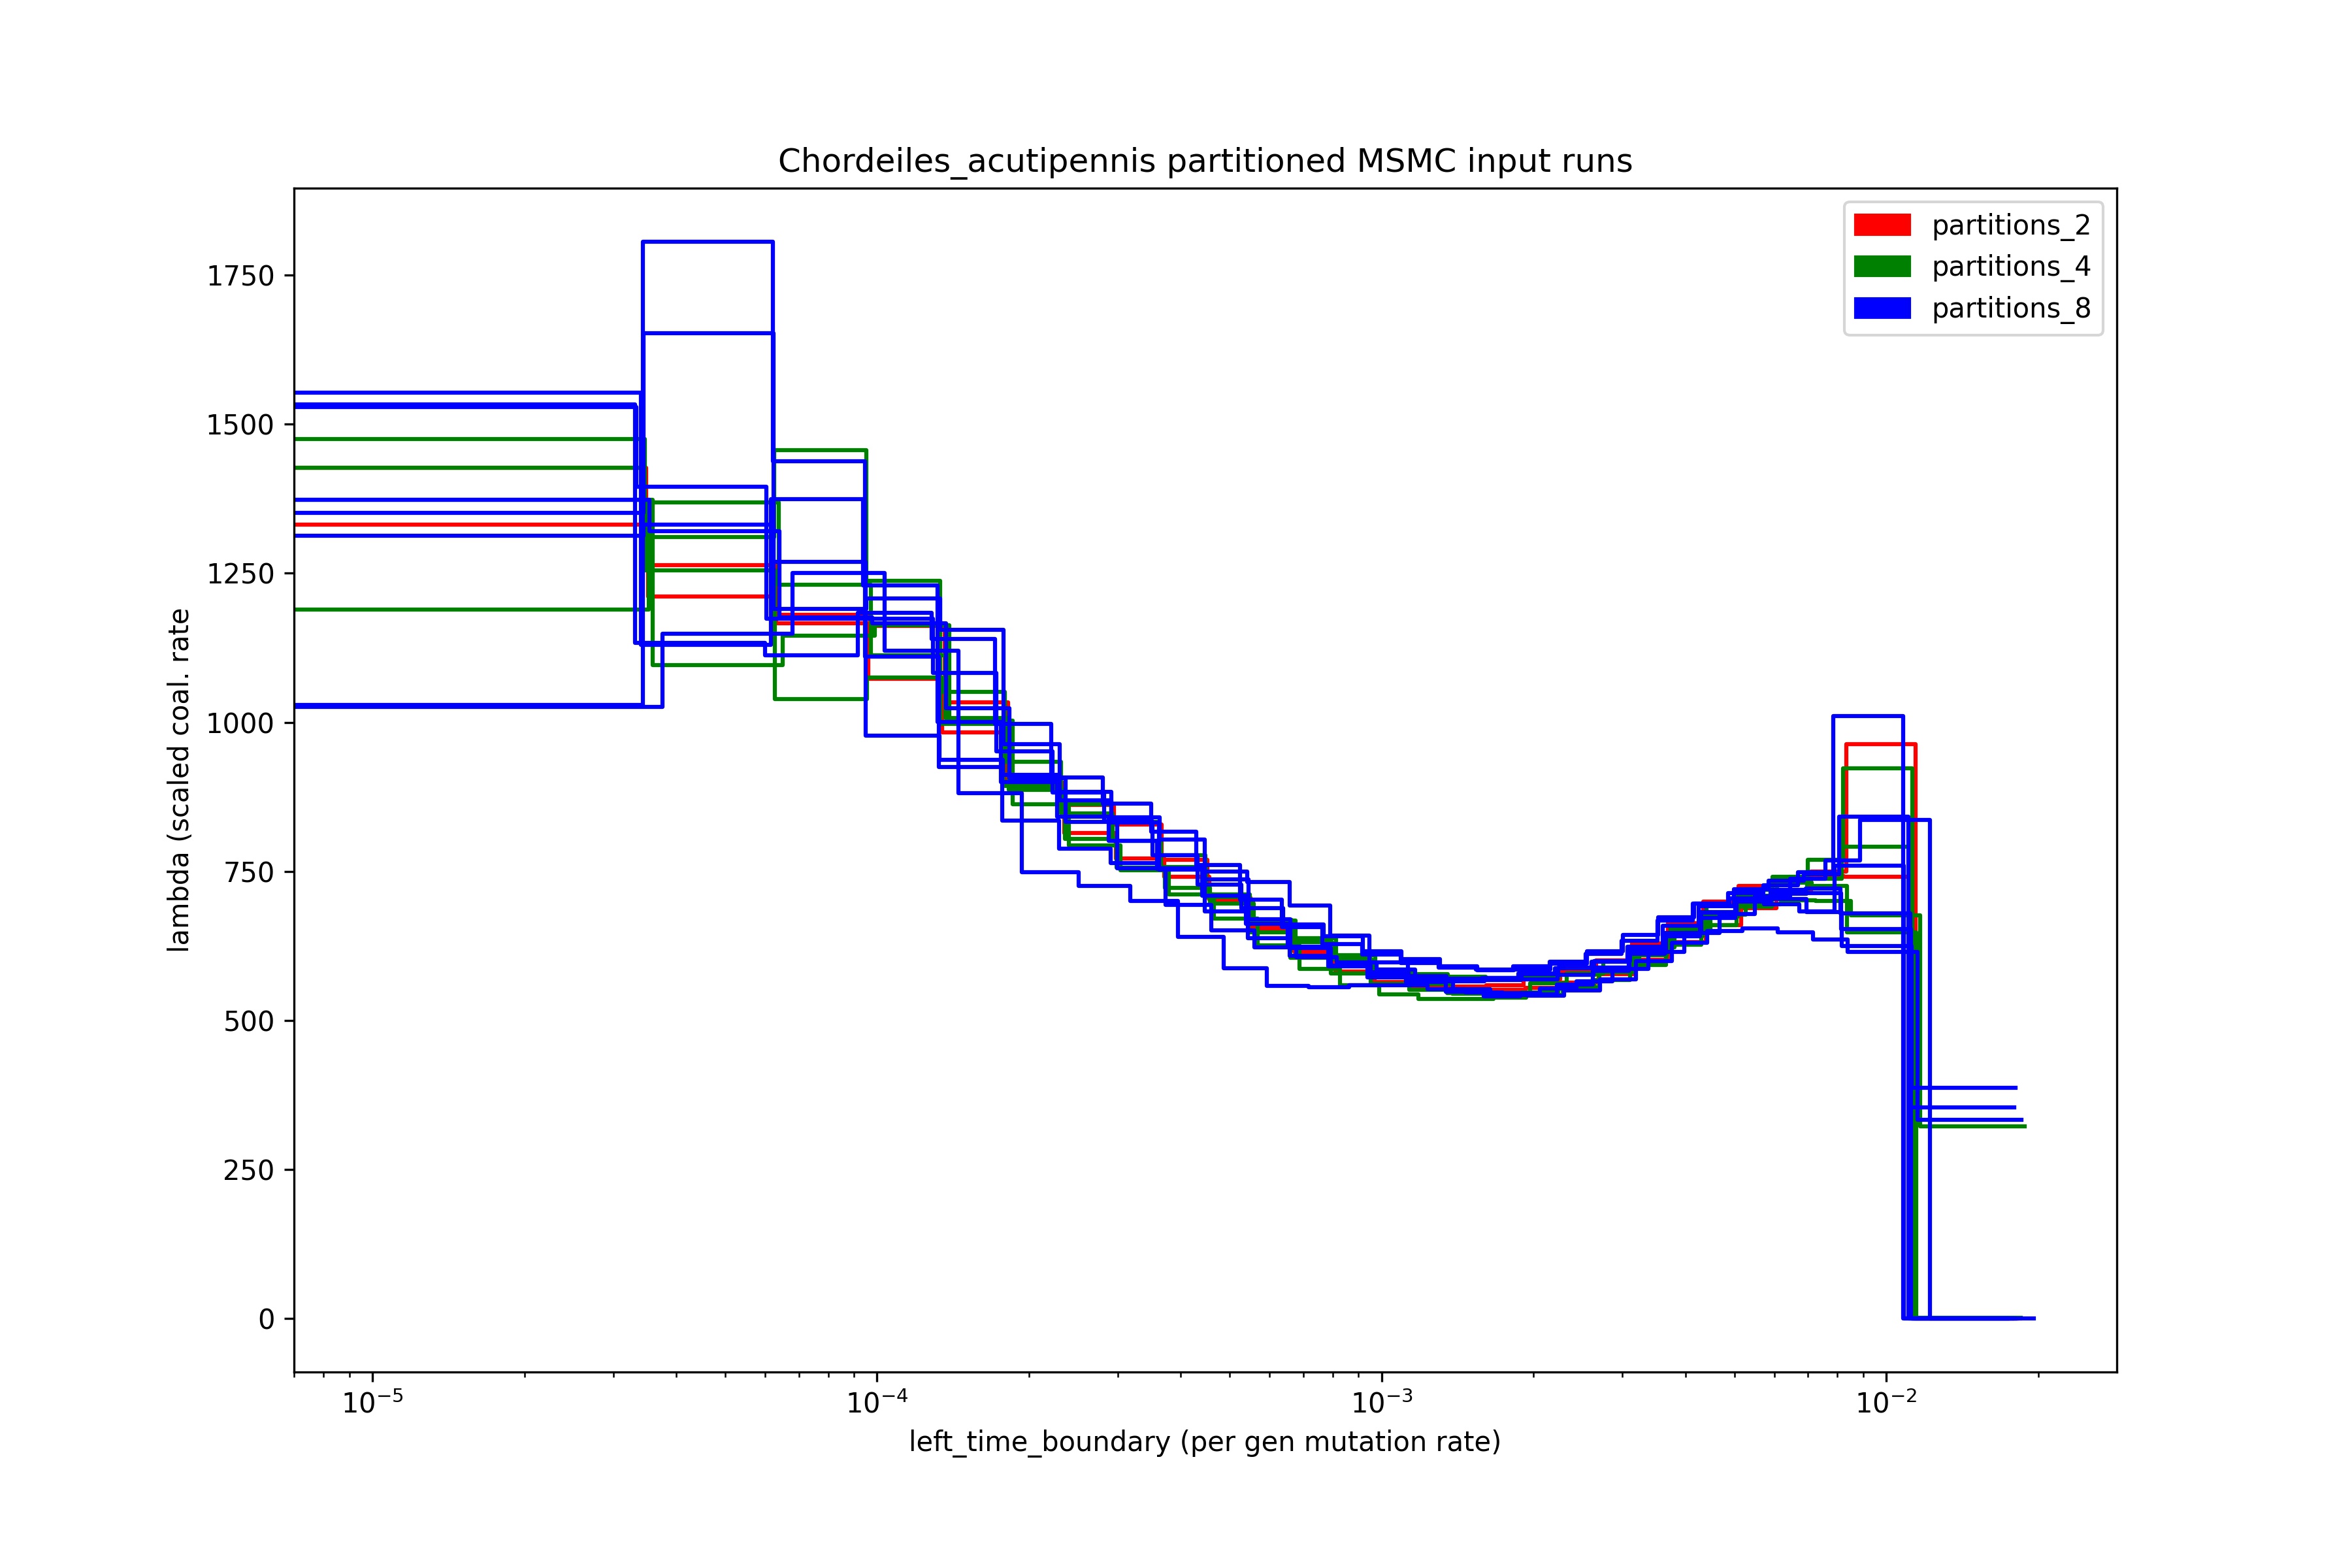 Chordeiles_acutipennis partitioned MSMC input runs
partitions_2
partitions_4
partitions_8
lambda (scaled coal. rate
1750
1500
1250
1000
750
500
250
0
10⁻⁵
10⁻⁴
10⁻³
10⁻²
left_time_boundary (per gen mutation rate)